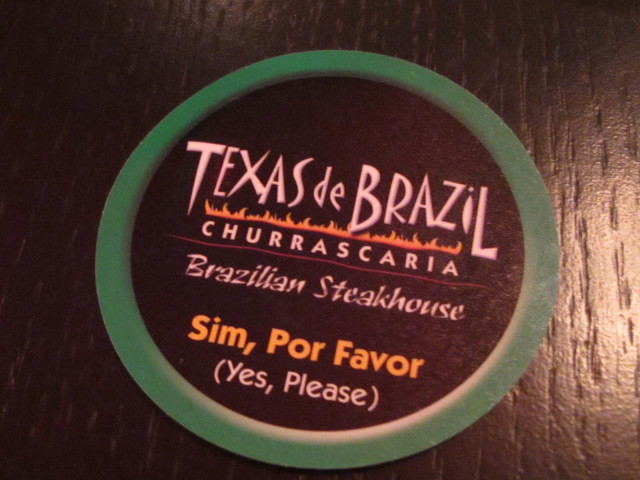 TEXAS de BRAZiL
CHURRASCARIA
Brazilian Steakhouse
Sim, Por Favor
(Yes, Please)